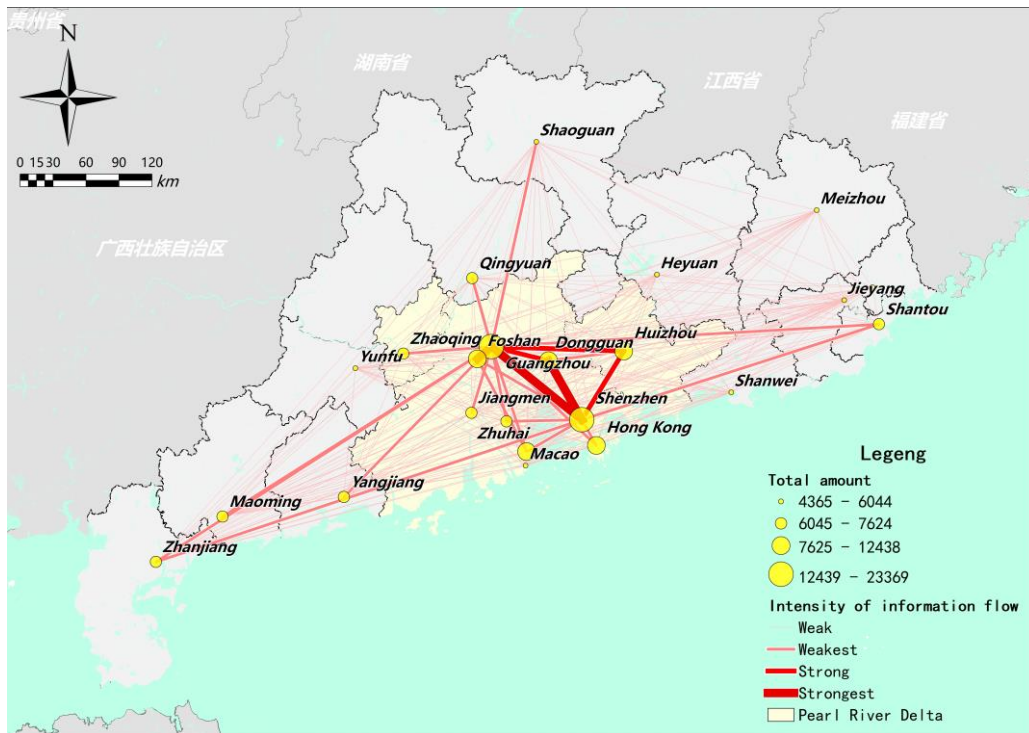 贵州省
N
湖南省
江西省
福建省
广西壮族自治区
0 15 30 60 90 120
km
Shaoguan
Meizhou
Qingyuan
Heyuan
Jieyang
Shantou
Zhaoqing
Foshan
Dongguan
Huizhou
Yunfu
Guangzhou
Shanwei
Jiangmen
Shenzhen
Zhuhai
Hong Kong
Macao
Yangjiang
Maoming
Zhanjiang
Legeng
Total amount
4365 - 6044
6045 - 7624
7625 - 12438
12439 - 23369
Intensity of information flow
Weak
Weakest
Strong
Strongest
Pearl River Delta